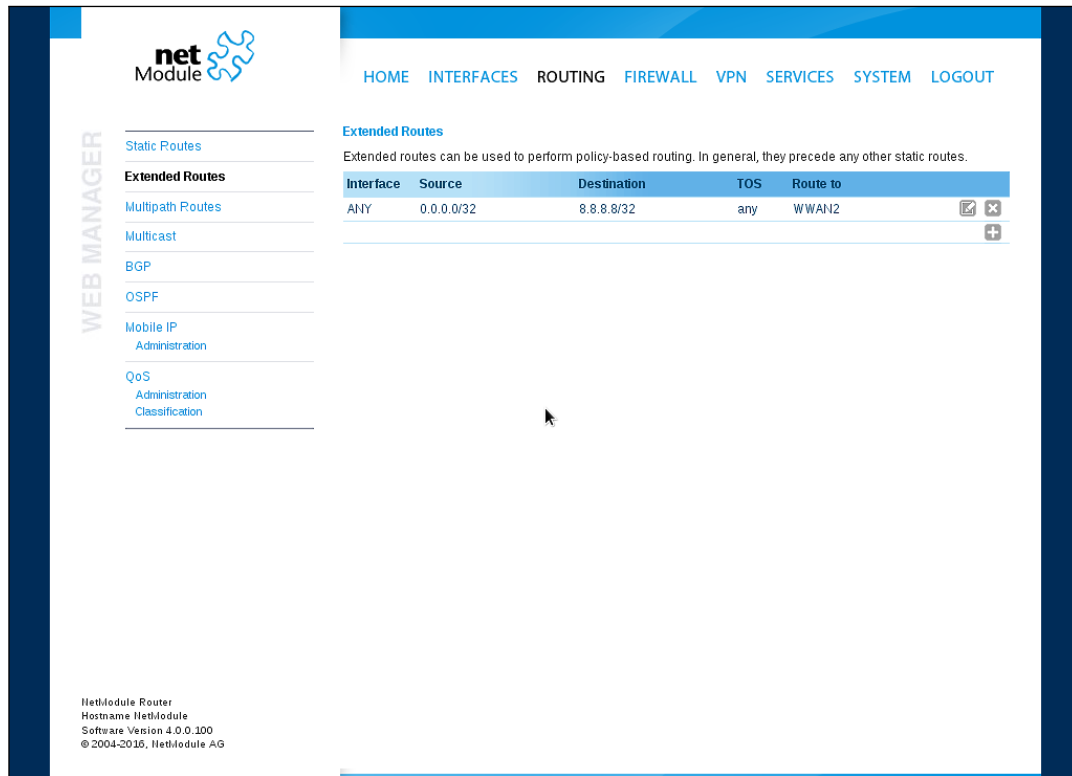 net
Module
HOME INTERFACES ROUTING FIREWALL VPN SERVICES SYSTEM LOGOUT
WEB MANAGER
Static Routes
Extended Routes
Multipath Routes
Multicast
BGP
OSPF
Mobile IP
Administration
QoS
Administration
Classification
Extended Routes
Extended routes can be used to perform policy-based routing. In general, they precede any other static routes.
Interface Source Destination TOS Route to
ANY 0.0.0.0/32 8.8.8.8/32 any WWAN2
NetModule Router
Hostname NetModule
Software Version 4.0.0.100
© 2004-2016, NetModule AG